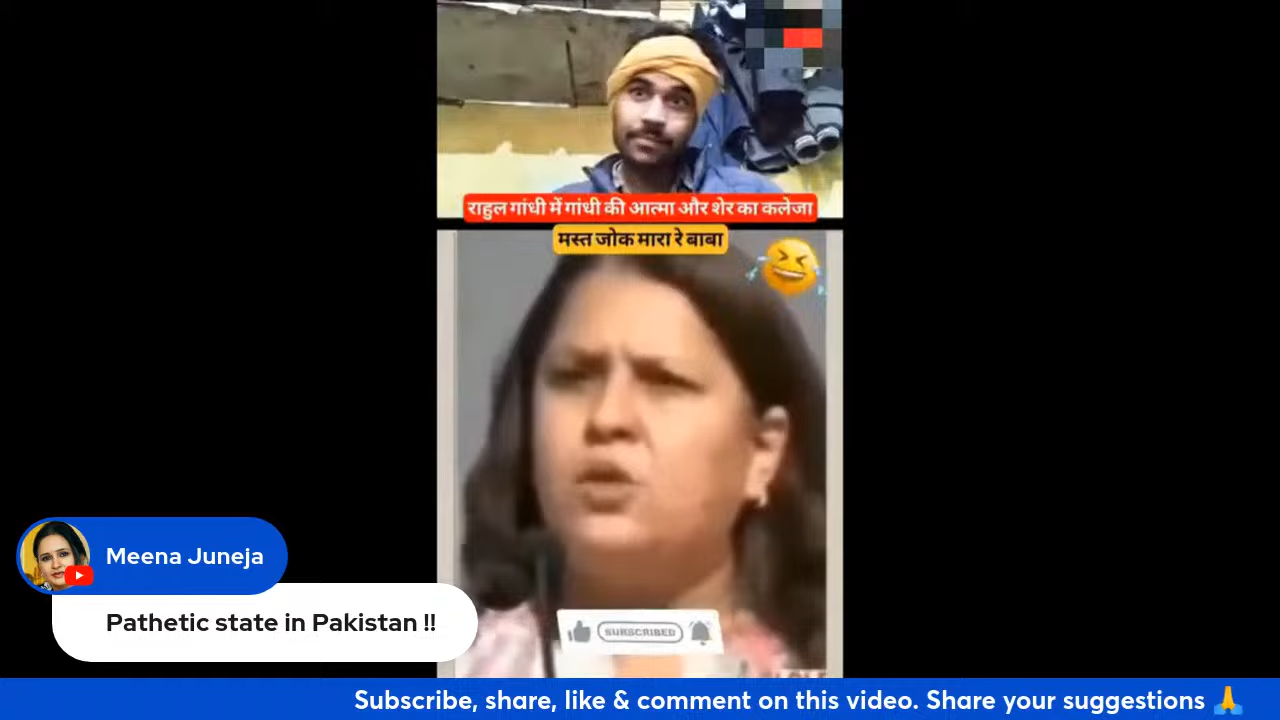 राहुल गांधी में गांधी की आत्मा और शेर का कलेजा
मस्त जोक मारा रे बाबा
Meena Juneja
Pathetic state in Pakistan !!
SUBSCRIBED
Subscribe, share, like & comment on this video. Share your suggestions 🙏